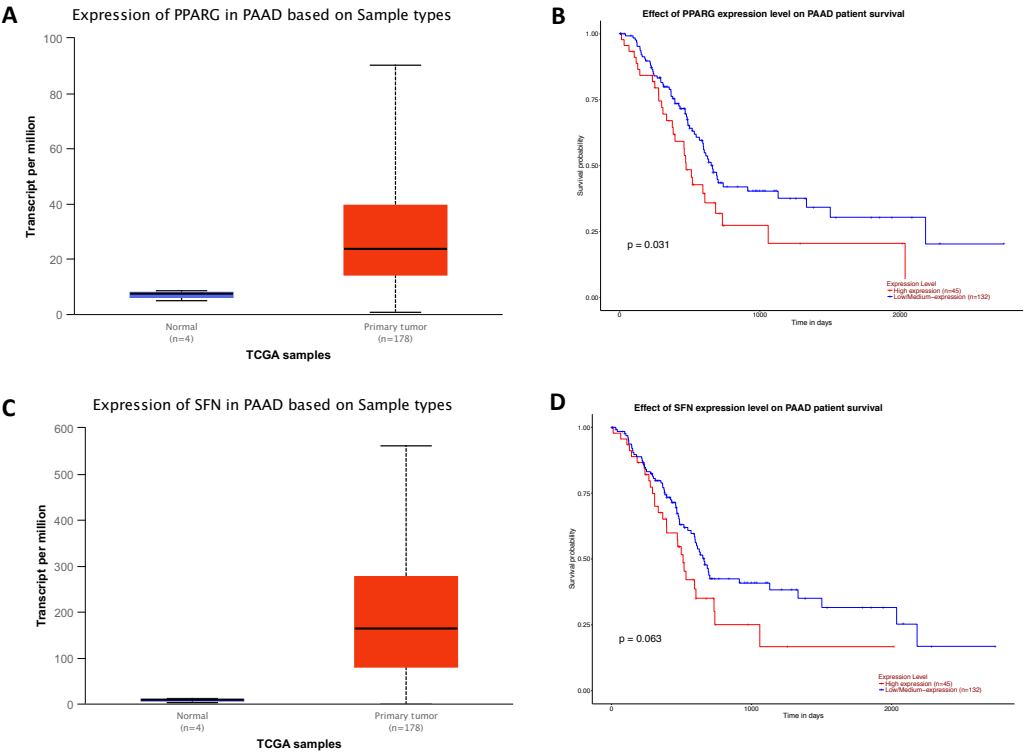 A
Expression of PPARG in PAAD based on Sample types
Transcript per million
100
80
60
40
20
0
Normal
(n=4)
Primary tumor
(n=178)
TCGA samples
B
Effect of PPARG expression level on PAAD patient survival
Survival probability
1.00
0.75
0.50
0.25
0.00
p = 0.031
Expression Level
High expression (n=45)
Low/Medium-expression (n=132)
0
1000
2000
Time in days
C
Expression of SFN in PAAD based on Sample types
Transcript per million
600
500
400
300
200
100
0
Normal
(n=4)
Primary tumor
(n=178)
TCGA samples
D
Effect of SFN expression level on PAAD patient survival
Survival probability
1.00
0.75
0.50
0.25
0.00
p = 0.063
Expression Level
High expression (n=45)
Low/Medium-expression (n=132)
0
1000
2000
Time in days